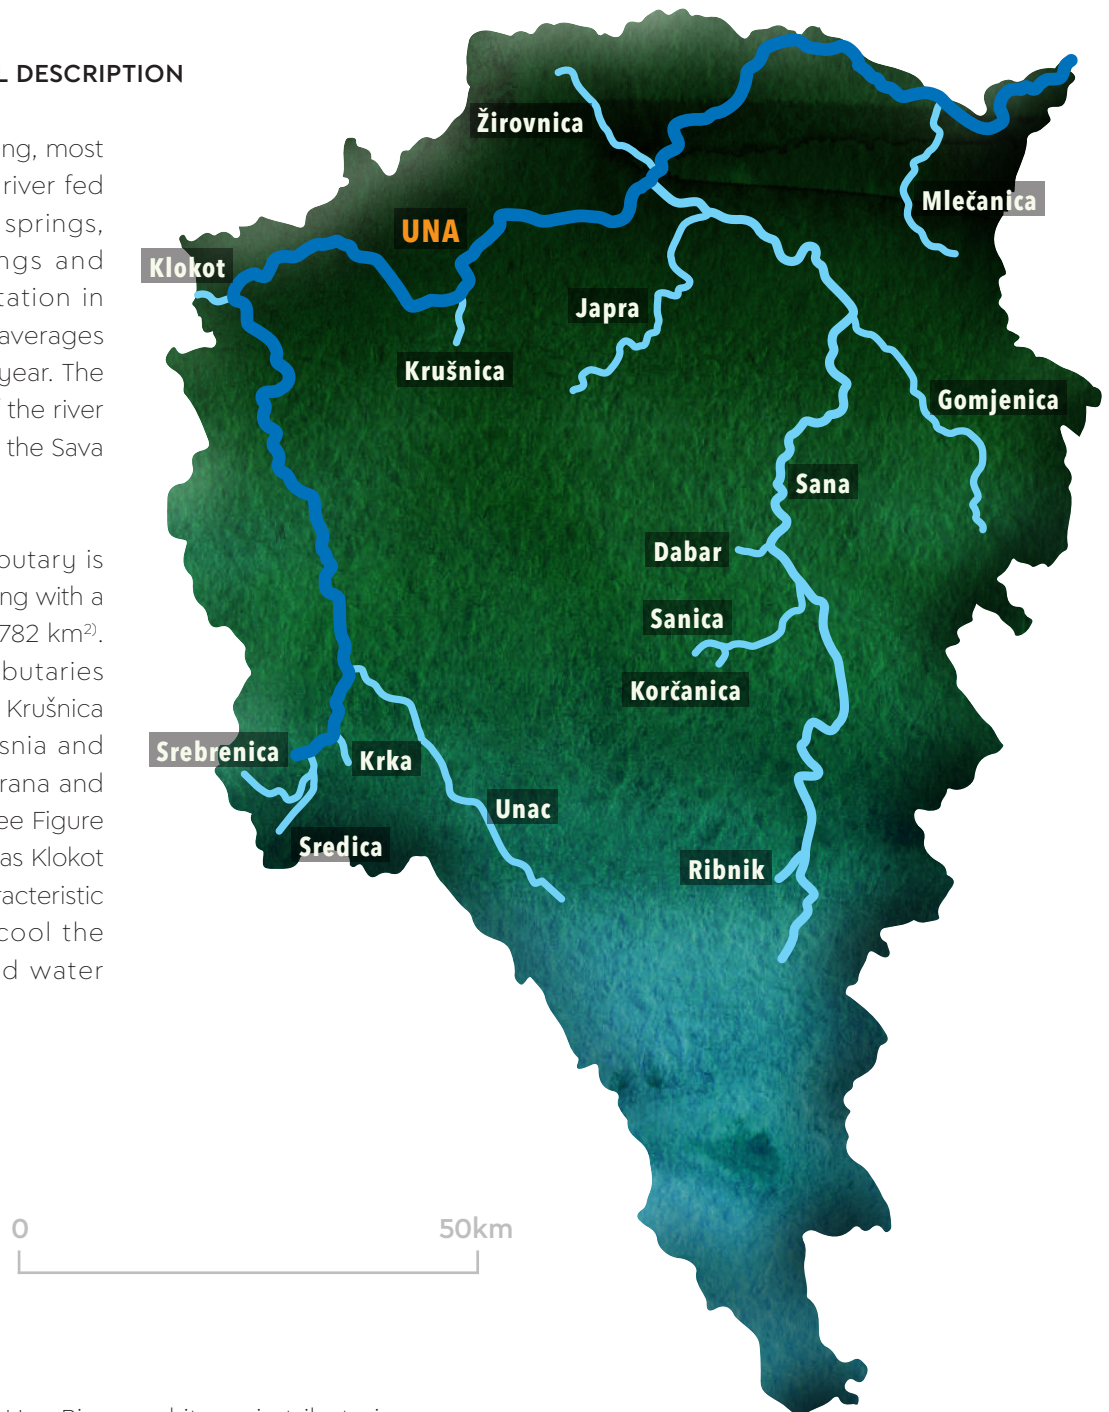 L DESCRIPTION
ng, most
river fed
springs,
ngs and
tation in
averages
year. The
the river
the Sava
outary is
ng with a
782 km²⁾.
butaries
Krušnica
snia and
rana and
ee Figure
as Klokot
racteristic
cool the
d water
Žirovnica
Mlečanica
UNA
Klokot
Japra
Krušnica
Gomjenica
Sana
Dabar
Sanica
Korčanica
Srebrenica
Krka
Unac
Sredica
Ribnik
0
50km